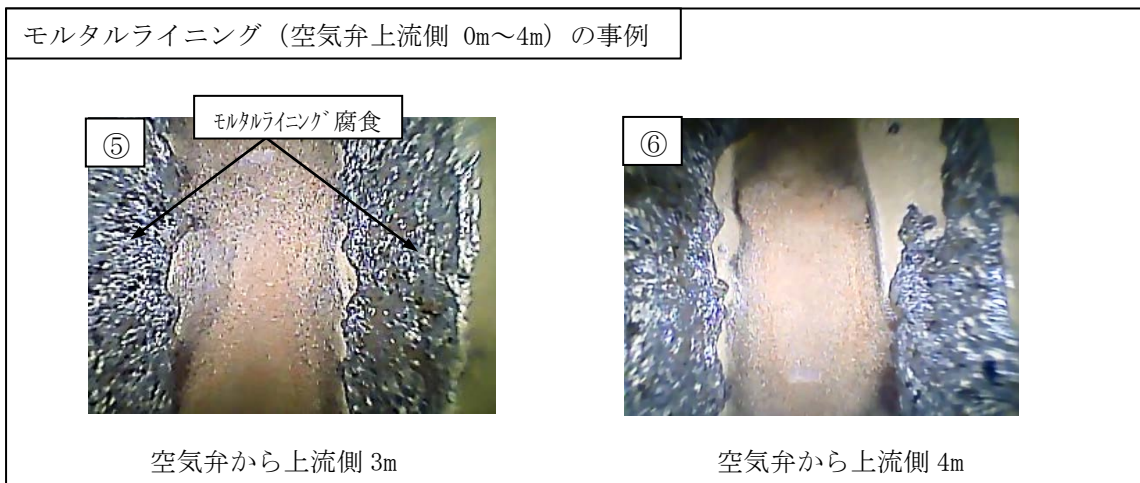 モルタルライニング（空気弁上流側 0m～4m）の事例
モルタルライニング腐食
⑤
⑥
空気弁から上流側 3m
空気弁から上流側 4m